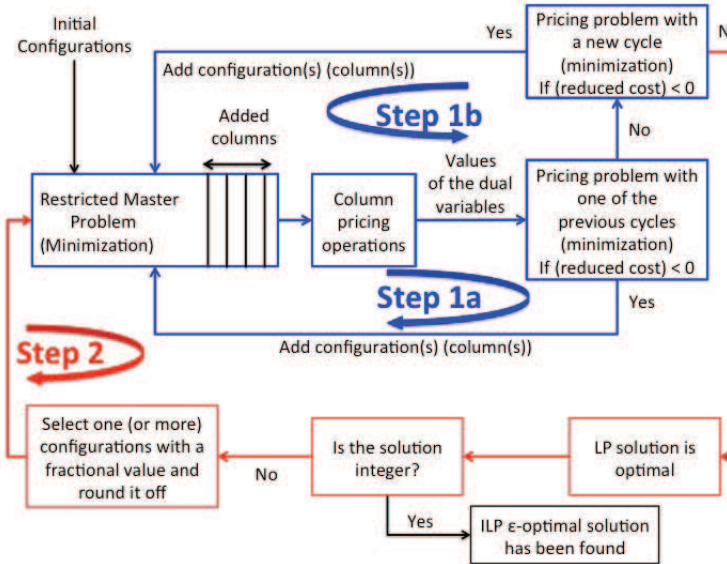 Initial
Configurations
Yes
Pricing problem with
a new cycle
(minimization)
If (reduced cost) < 0
Add configuration(s) (column(s))
Step 1b
Added
columns
No
Values
of the dual
variables
Restricted Master
Problem
(Minimization)
Column
pricing
operations
Pricing problem with
one of the
previous cycles
(minimization)
If (reduced cost) < 0
Step 1a
Yes
Add configuration(s) (column(s))
Step 2
Select one (or more)
configurations with a
fractional value and
round it off
No
Is the solution
integer?
LP solution is
optimal
Yes
ILP ε-optimal solution
has been found